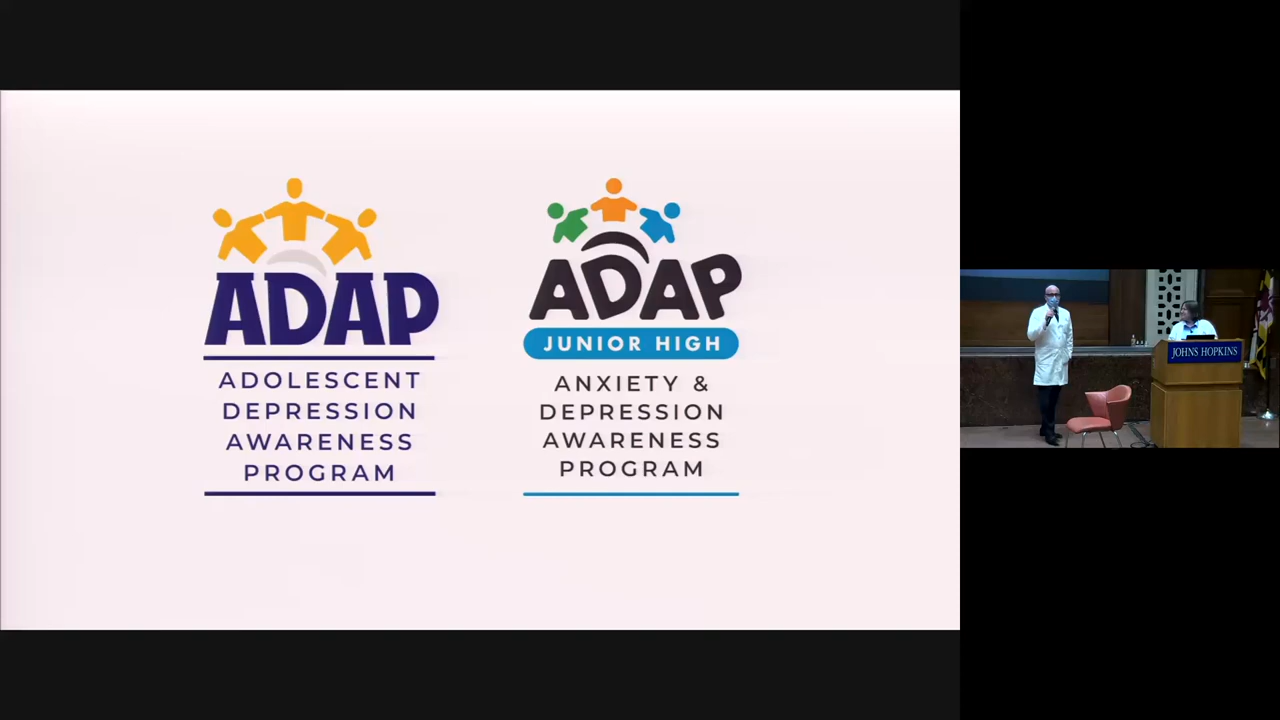 ADAP
ADOLESCENT
DEPRESSION
AWARENESS
PROGRAM
ADAP
JUNIOR HIGH
ANXIETY &
DEPRESSION
AWARENESS
PROGRAM
JOHNS HOPKINS